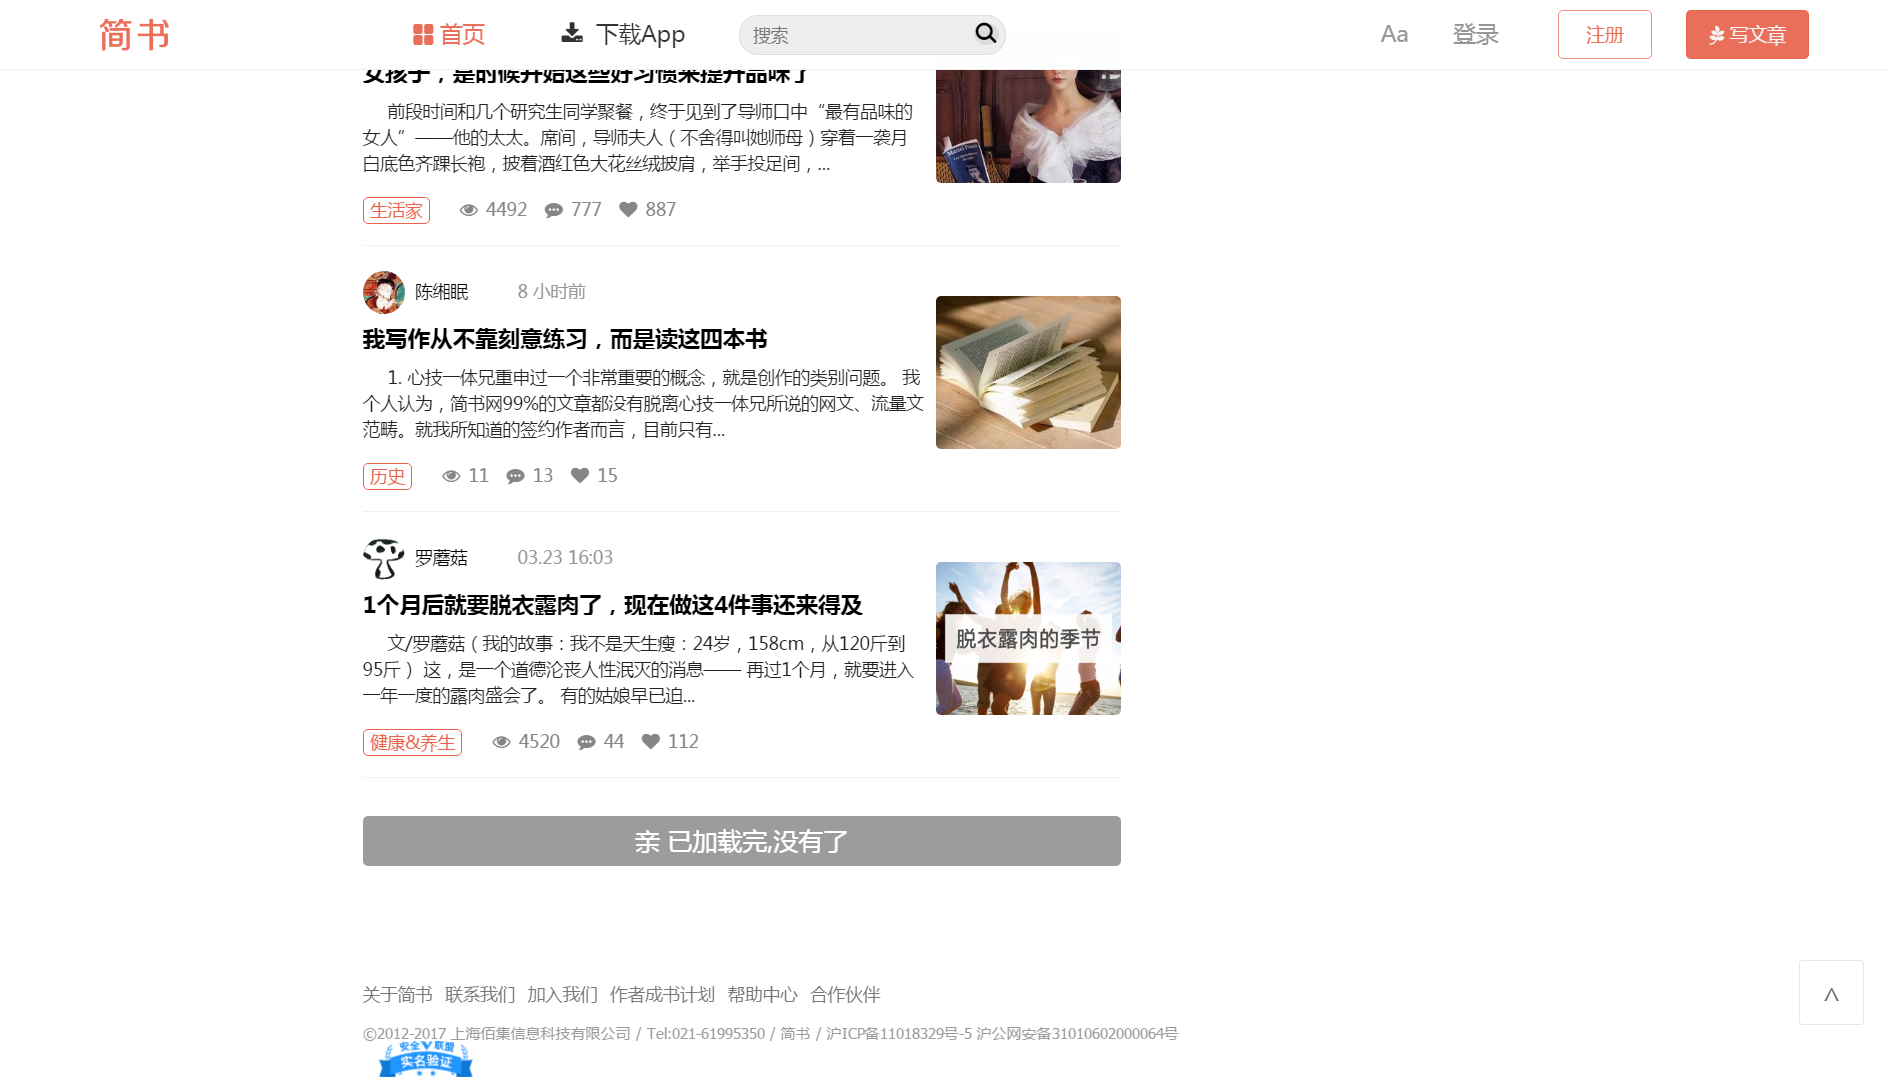 简书 首页 下载App 搜索 Aa 登录 注册 写文章
女孩子，是时候开始这些好习惯来提升品味了
前段时间和几个研究生同学聚餐，终于见到了导师口中“最有品味的
女人”——他的太太。席间，导师夫人（不舍得叫她师母）穿着一袭月
白底色齐踝长袍，披着酒红色大花丝绒披肩，举手投足间，...
生活家 4492 777 887
陈缃眠 8 小时前
我写作从不靠刻意练习，而是读这四本书
1. 心技一体兄重申过一个非常重要的概念，就是创作的类别问题。 我
个人认为，简书网99%的文章都没有脱离心技一体兄所说的网文、流量文
范畴。就我所知道的签约作者而言，目前只有...
历史 11 13 15
罗蘑菇 03.23 16:03
1个月后就要脱衣露肉了，现在做这4件事还来得及
文/罗蘑菇（我的故事：我不是天生瘦：24岁，158cm，从120斤到
95斤 ） 这，是一个道德沦丧人性泯灭的消息—— 再过1个月，就要进入
一年一度的露肉盛会了。 有的姑娘早已迫...
脱衣露肉的季节
健康&养生 4520 44 112
亲 已加载完,没有了
关于简书 联系我们 加入我们 作者成书计划 帮助中心 合作伙伴
©2012-2017 上海佰集信息科技有限公司 / Tel:021-61995350 / 简书 / 沪ICP备11018329号-5 沪公网安备31010602000064号
安全V联盟
实名验证